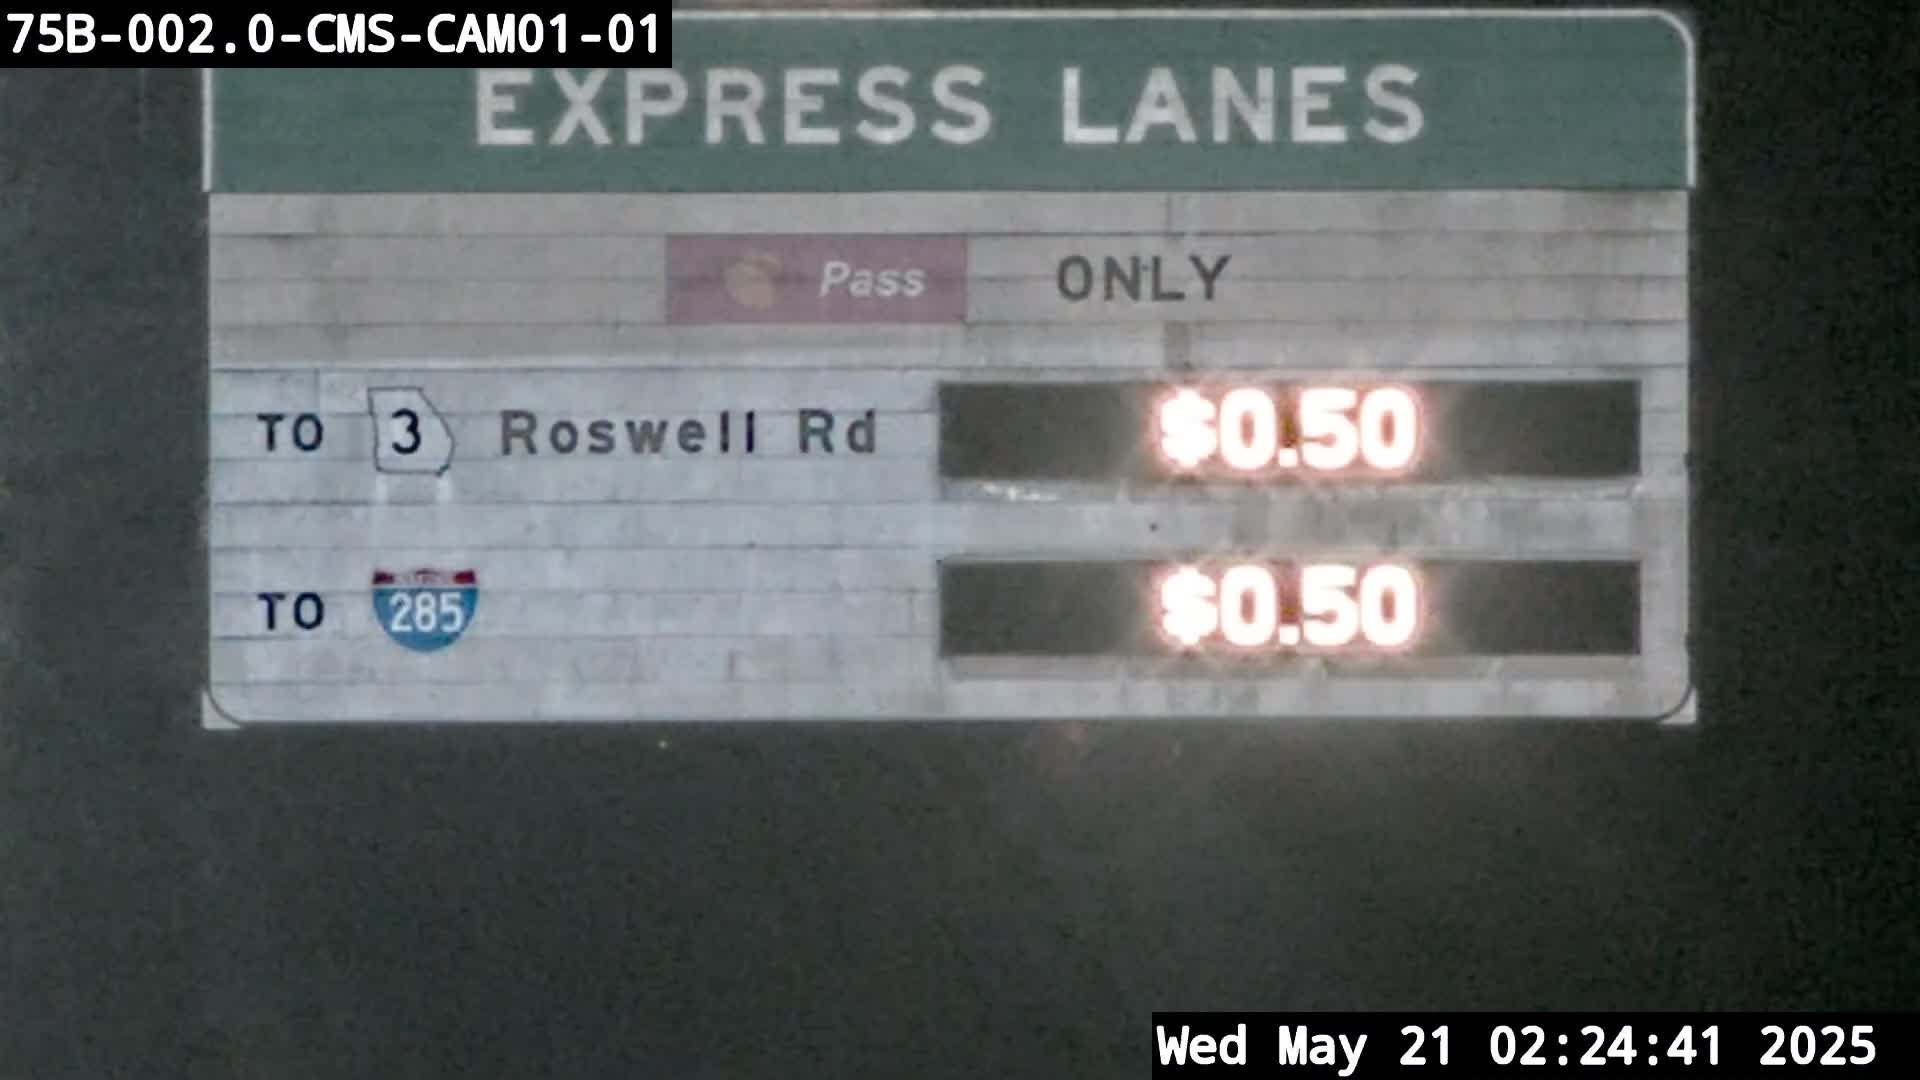 75B-002.0-CMS-CAM01-01
EXPRESS LANES
Pass ONLY
TO 3 Roswell Rd $0.50
TO 285 $0.50
Wed May 21 02:24:41 2025